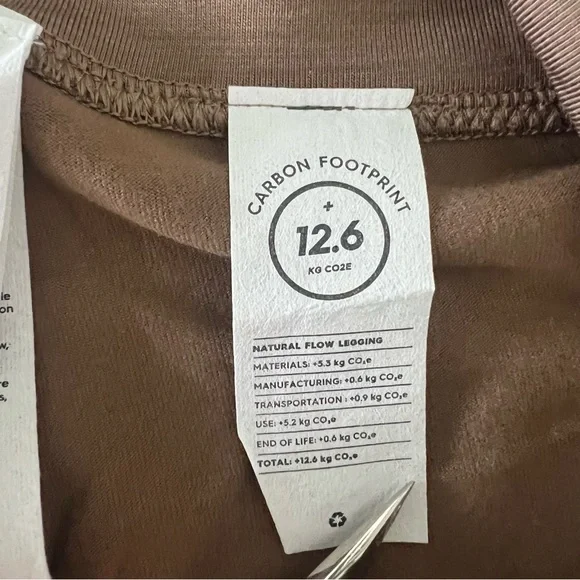 CARBON FOOTPRINT
+
12.6
KG CO2E
NATURAL FLOW LEGGING
MATERIALS: +5.3 kg CO₂e
MANUFACTURING: +0.6 kg CO₂e
TRANSPORTATION: +0.9 kg CO₂e
USE: +5.2 kg CO₂e
END OF LIFE: +0.6 kg CO₂e
TOTAL: +12.6 kg CO₂e